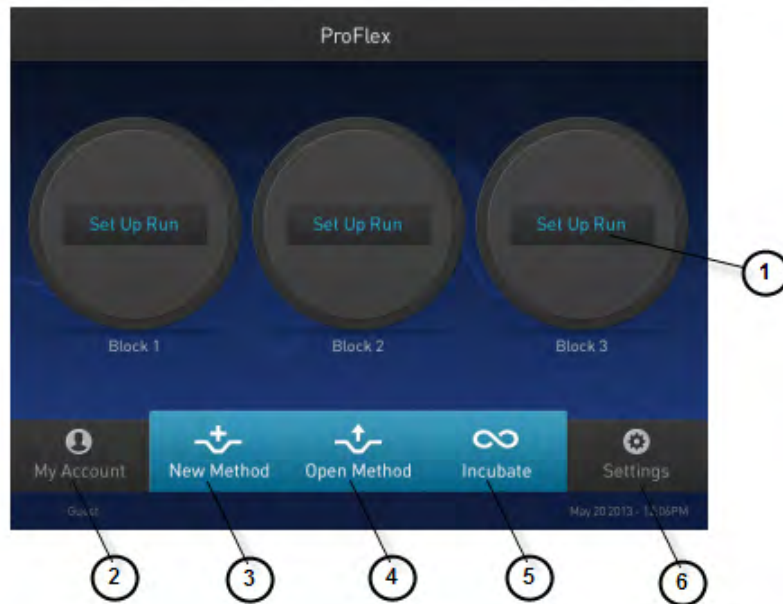 ProFlex
Set Up Run Set Up Run Set Up Run
1
Block 1 Block 2 Block 3
My Account New Method Open Method Incubate Settings
Guest May 20 2013 - 12:06PM
2 3 4 5 6